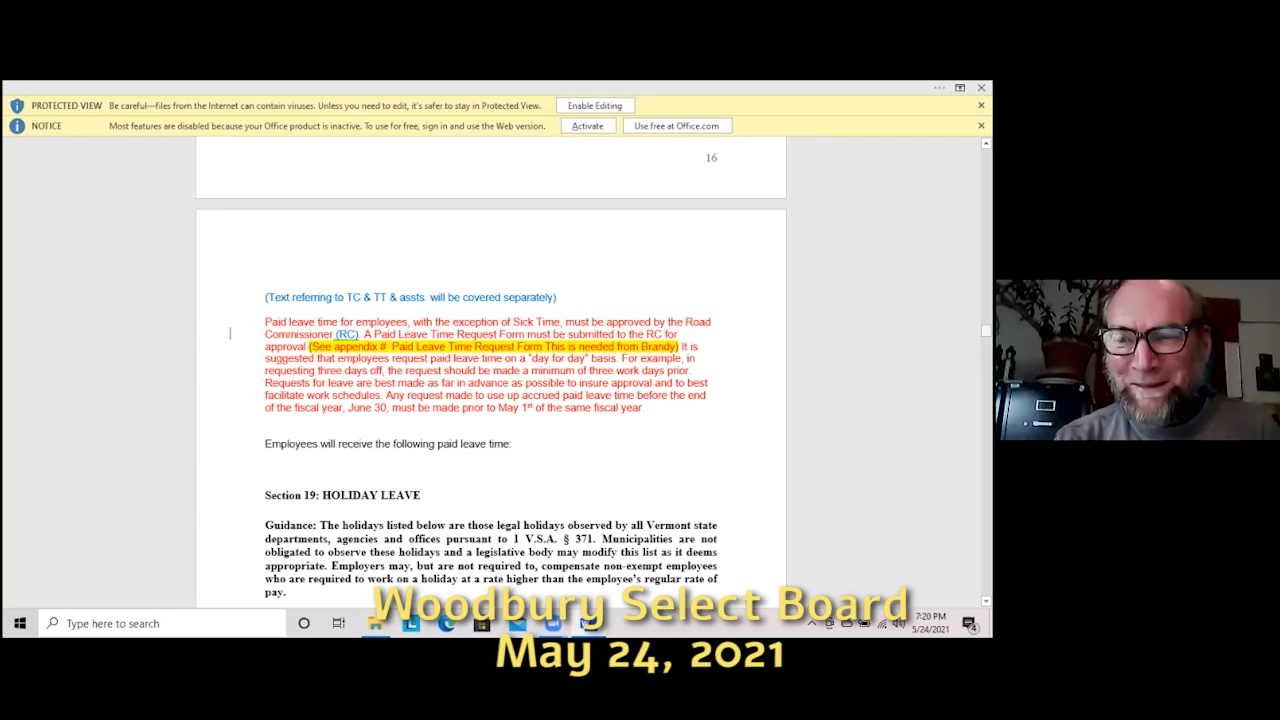 PROTECTED VIEW Be careful—files from the Internet can contain viruses. Unless you need to edit, it's safer to stay in Protected View. Enable Editing
NOTICE Most features are disabled because your Office product is inactive. To use for free, sign in and use the Web version. Activate Use free at Office.com
16
(Text referring to TC & TT & assts. will be covered separately)
Paid leave time for employees, with the exception of Sick Time, must be approved by the Road
Commissioner (RC). A Paid Leave Time Request Form must be submitted to the RC for
approval (See appendix # Paid Leave Time Request Form This is needed from Brandy) It is
suggested that employees request paid leave time on a "day for day" basis. For example, in
requesting three days off, the request should be made a minimum of three work days prior.
Requests for leave are best made as far in advance as possible to insure approval and to best
facilitate work schedules. Any request made to use up accrued paid leave time before the end
of the fiscal year, June 30, must be made prior to May 1st of the same fiscal year.
Employees will receive the following paid leave time:
Section 19: HOLIDAY LEAVE
Guidance: The holidays listed below are those legal holidays observed by all Vermont state
departments, agencies and offices pursuant to 1 V.S.A. § 371. Municipalities are not
obligated to observe these holidays and a legislative body may modify this list as it deems
appropriate. Employers may, but are not required to, compensate non-exempt employees
who are required to work on a holiday at a rate higher than the employee's regular rate of
pay.
Type here to search
7:20 PM
5/24/2021
4
Woodbury Select Board
May 24, 2021